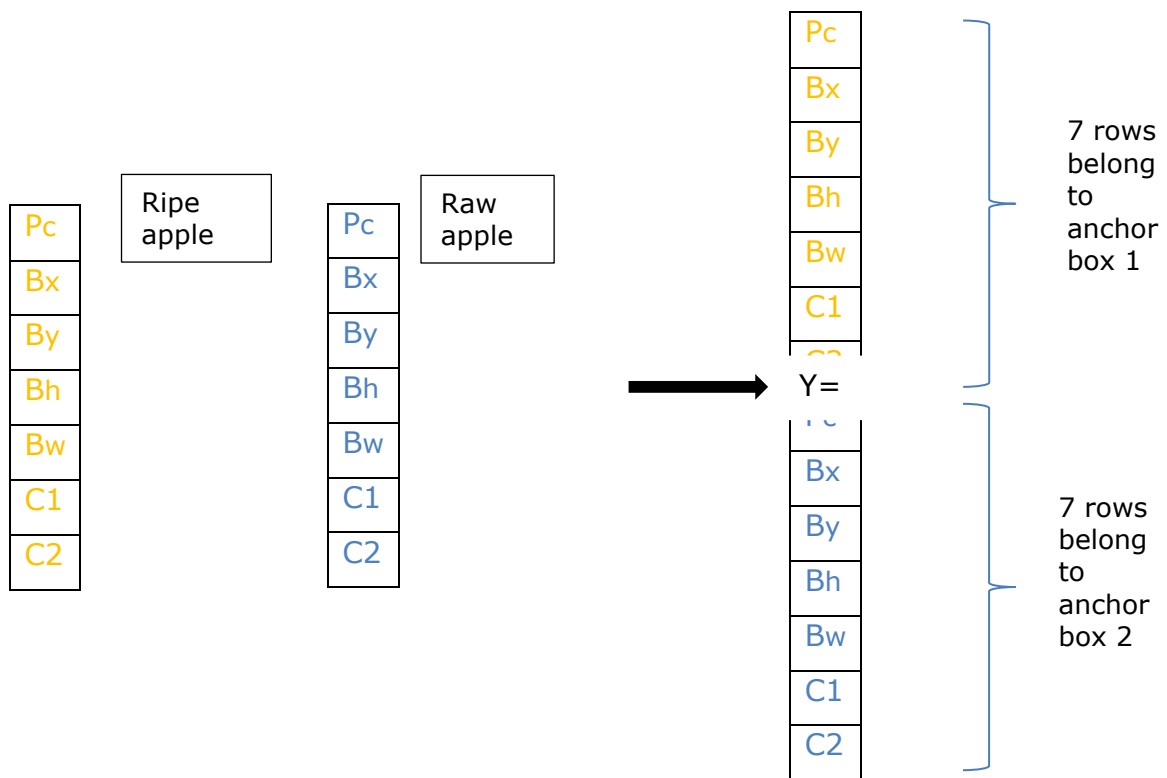 Pc
Bx
By
Bh
Bw
C1
C2
Ripe
apple
Pc
Bx
By
Bh
Bw
C1
C2
Raw
apple
Pc
Bx
By
Bh
Bw
C1
C2
Y=
Pc
Bx
By
Bh
Bw
C1
C2
7 rows
belong
to
anchor
box 1
7 rows
belong
to
anchor
box 2